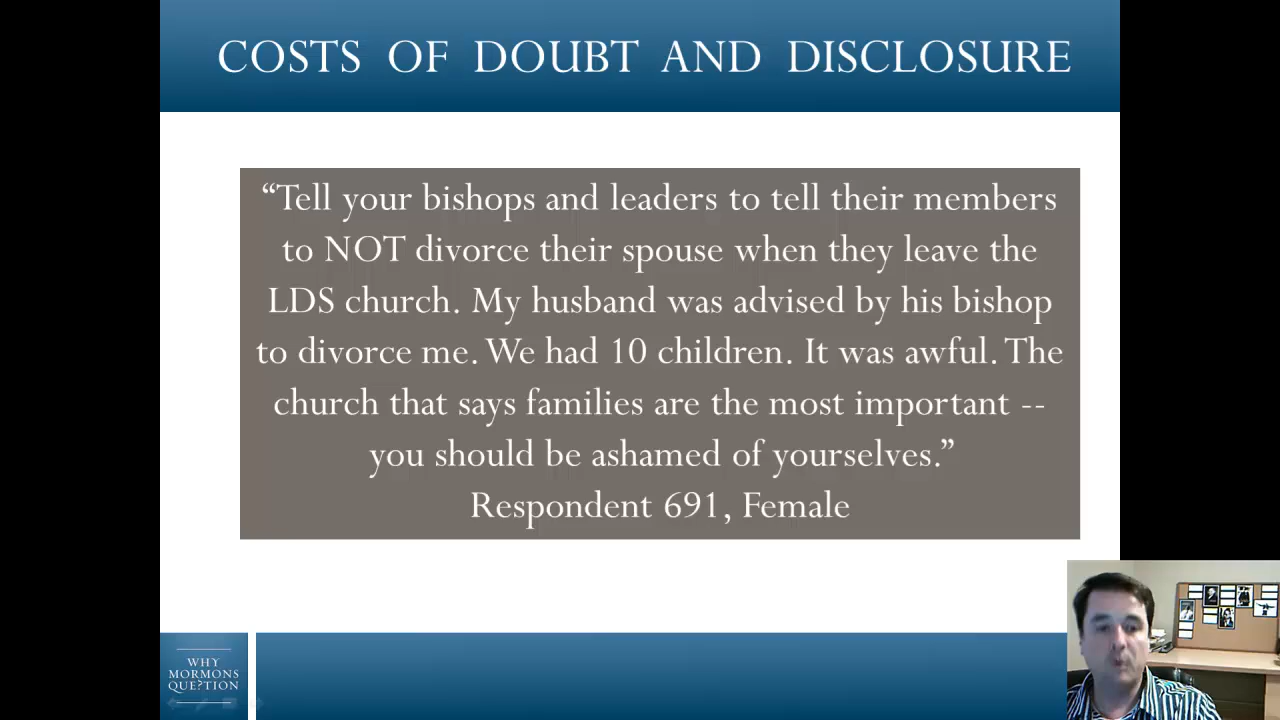 COSTS OF DOUBT AND DISCLOSURE
“Tell your bishops and leaders to tell their members
to NOT divorce their spouse when they leave the
LDS church. My husband was advised by his bishop
to divorce me. We had 10 children. It was awful. The
church that says families are the most important --
you should be ashamed of yourselves.”
Respondent 691, Female
WHY
MORMONS
QUE?TION